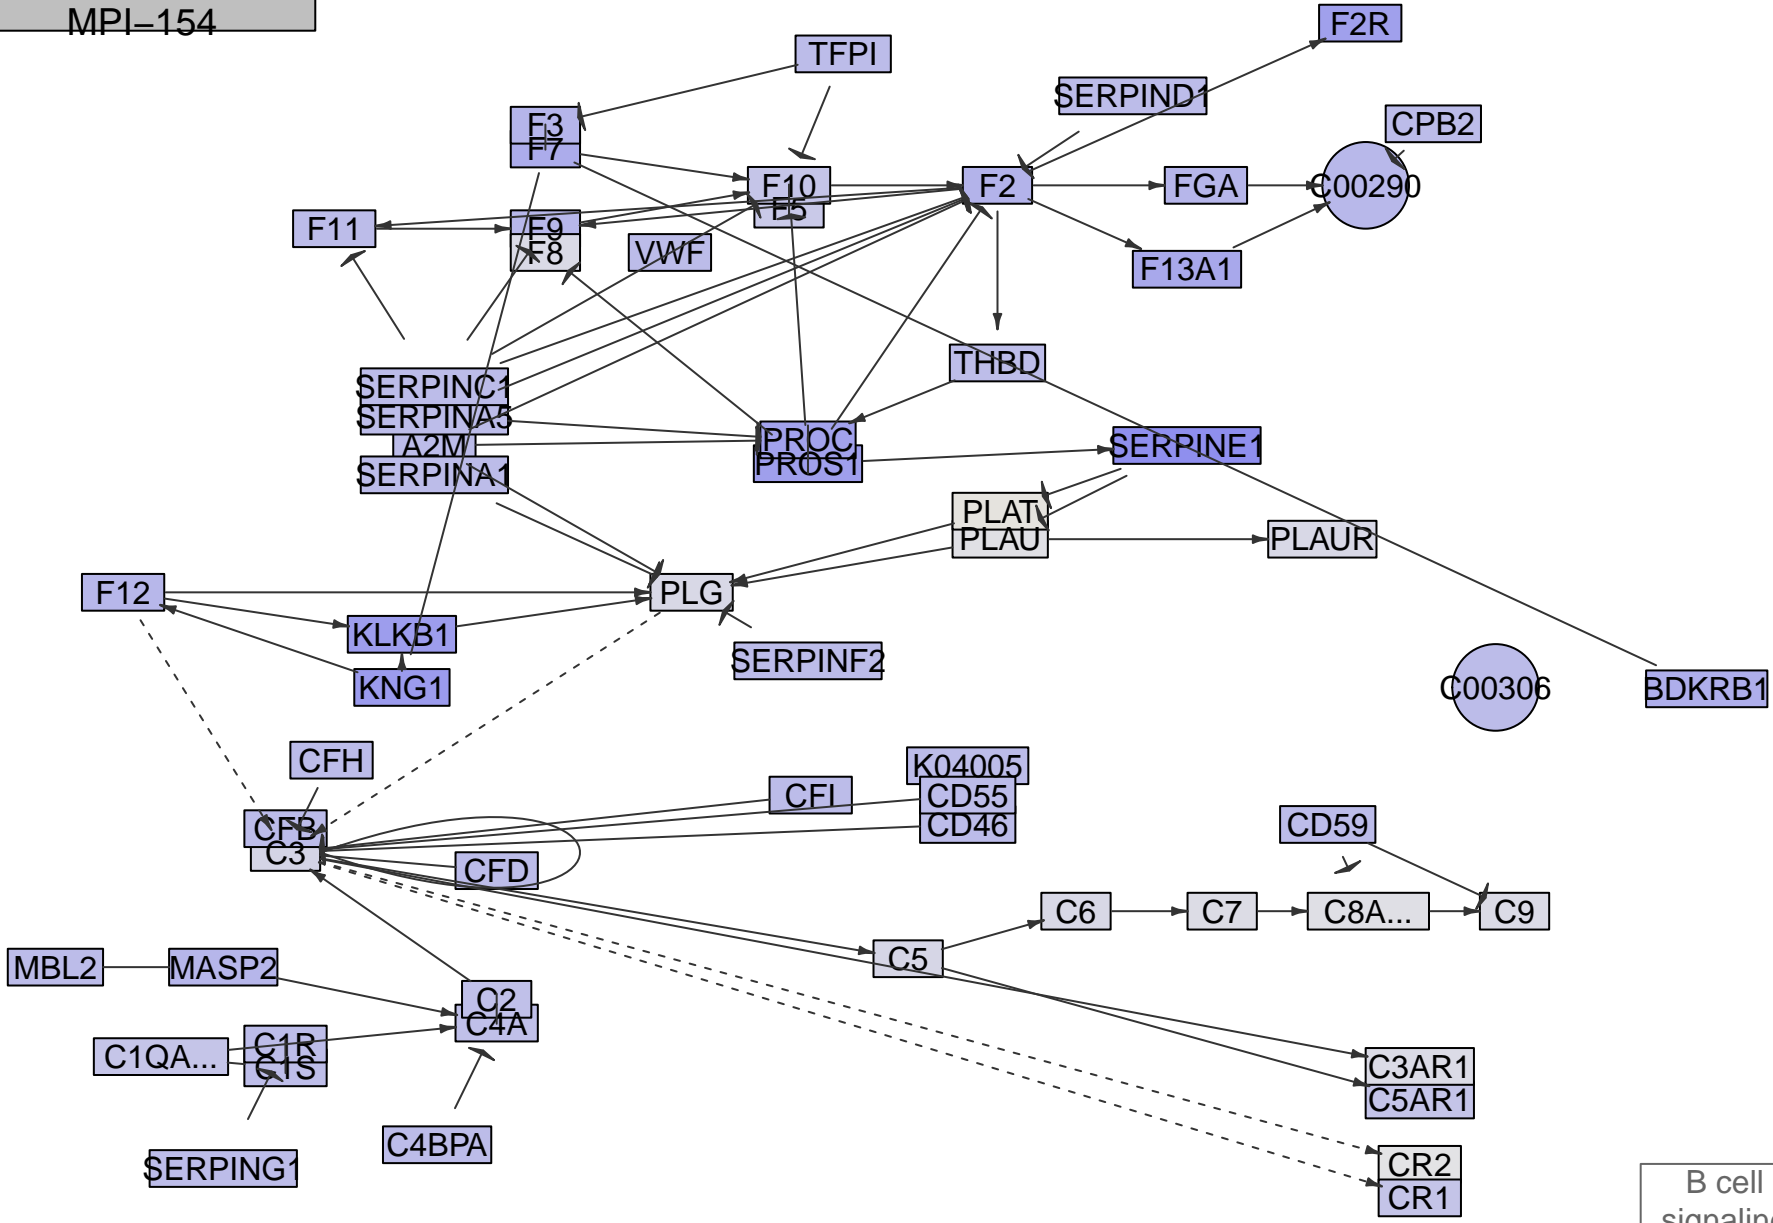 MPI–154
F2R
TFPI
SERPIND1
CPB2
F3
F7
F10
F5
F2
FGA
C00290
F11
F9
F8
VWF
F13A1
THBD
SERPINC1
SERPINA5
A2M
SERPINA1
PROC
PROS1
SERPINE1
PLAT
PLAU
PLAUR
F12
PLG
KLKB1
KNG1
SERPINF2
C00306
BDKRB1
CFH
K04005
CFI
CD55
CD46
CFB
C3
CD59
CFD
C6
C7
C8A...
C9
C5
MBL2
MASP2
C2
C4A
C1QA...
C1R
C1S
C3AR1
C5AR1
C4BPA
SERPING1
CR2
CR1
B cell